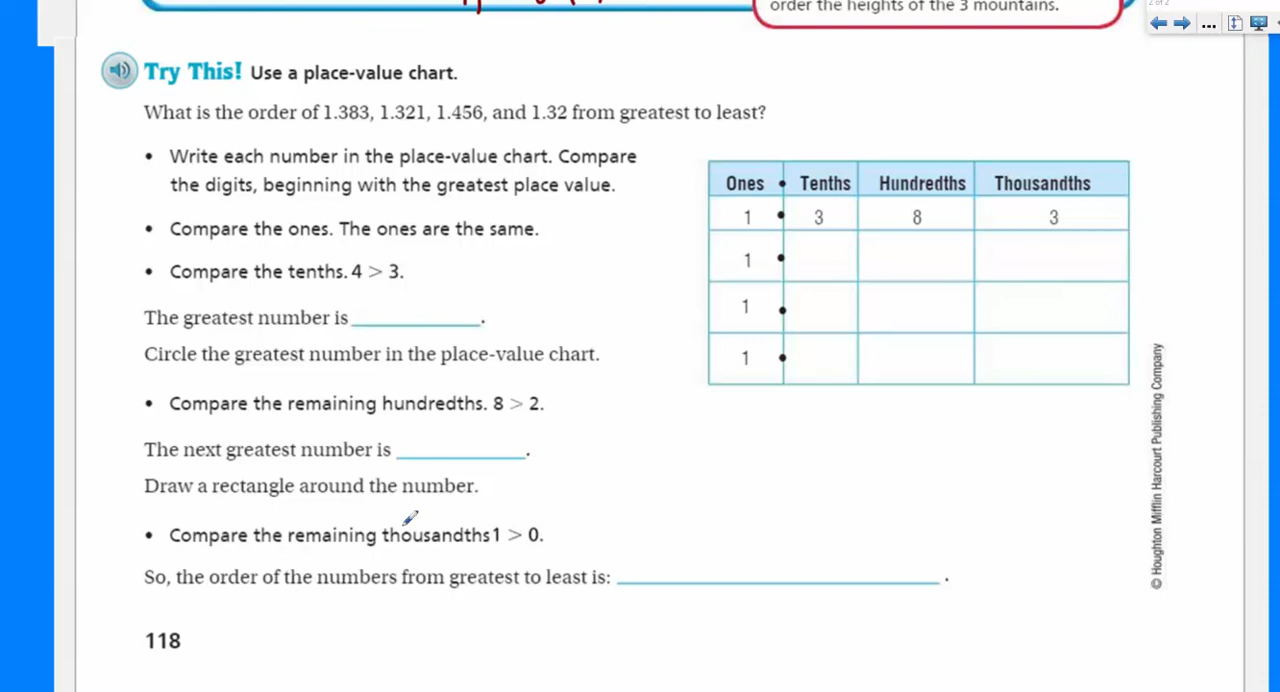 order the heights of the 3 mountains.
2 of 2
...
Try This! Use a place-value chart.
What is the order of 1.383, 1.321, 1.456, and 1.32 from greatest to least?
• Write each number in the place-value chart. Compare
the digits, beginning with the greatest place value.
• Compare the ones. The ones are the same.
• Compare the tenths. 4 > 3.
The greatest number is ____________.
Circle the greatest number in the place-value chart.
• Compare the remaining hundredths. 8 > 2.
The next greatest number is ____________.
Draw a rectangle around the number.
• Compare the remaining thousandths 1 > 0.
So, the order of the numbers from greatest to least is: ______________________________.
Ones • Tenths Hundredths Thousandths
1 • 3 8 3
1 •
1 •
1 •
© Houghton Mifflin Harcourt Publishing Company
118